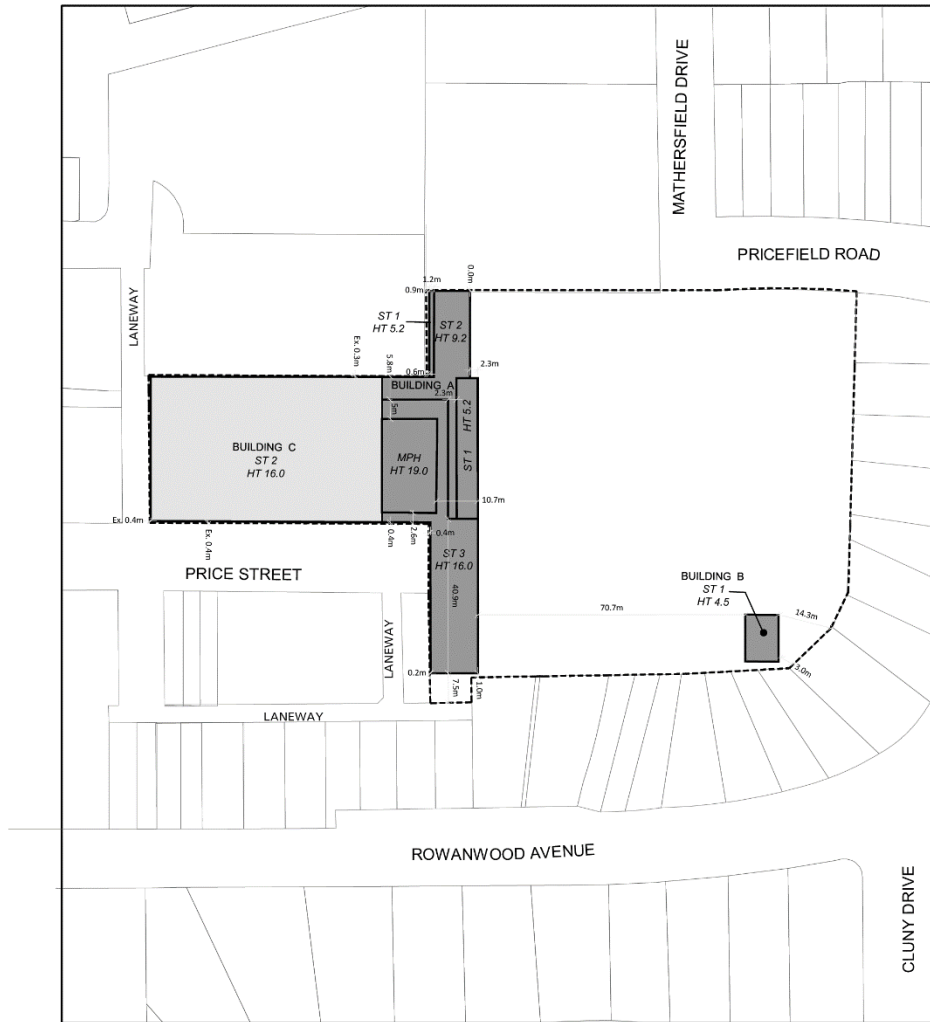 MATHERSFIELD DRIVE
PRICEFIELD ROAD
LANEWAY
1.2m
0.0m
0.9m
ST 1
HT 5.2
ST 2
HT 9.2
Ex. 0.3m
5.8m
0.6m
2.3m
BUILDING A
2.3m
5m
HT 5.2
ST 1
BUILDING C
ST 2
HT 16.0
MPH
HT 19.0
10.7m
Ex. 0.4m
Ex. 0.4m
0.4m
2.6m
0.4m
ST 3
HT 16.0
PRICE STREET
40.9m
BUILDING B
ST 1
HT 4.5
70.7m
14.3m
LANEWAY
0.2m
7.5m
1.0m
3.0m
LANEWAY
ROWANWOOD AVENUE
CLUNY DRIVE